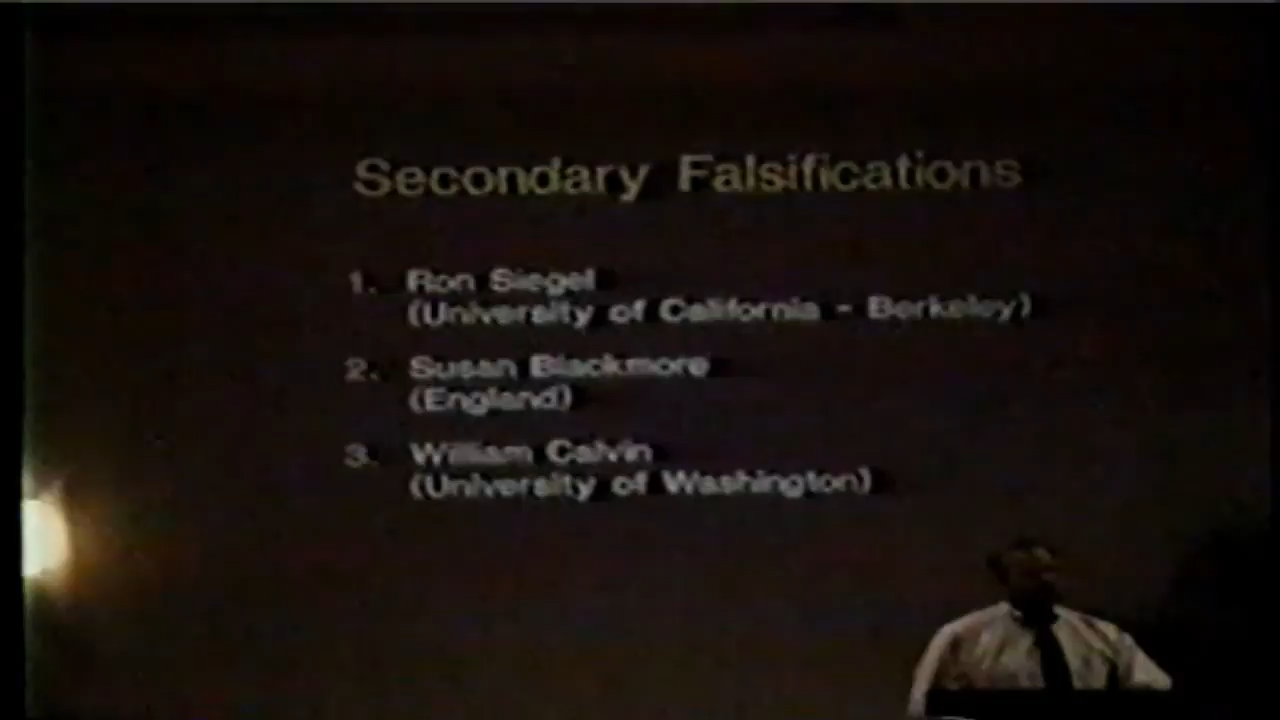 Secondary Falsifications
1. Ron Siegel
(University of California - Berkeley)
2. Susan Blackmore
(England)
3. William Calvin
(University of Washington)